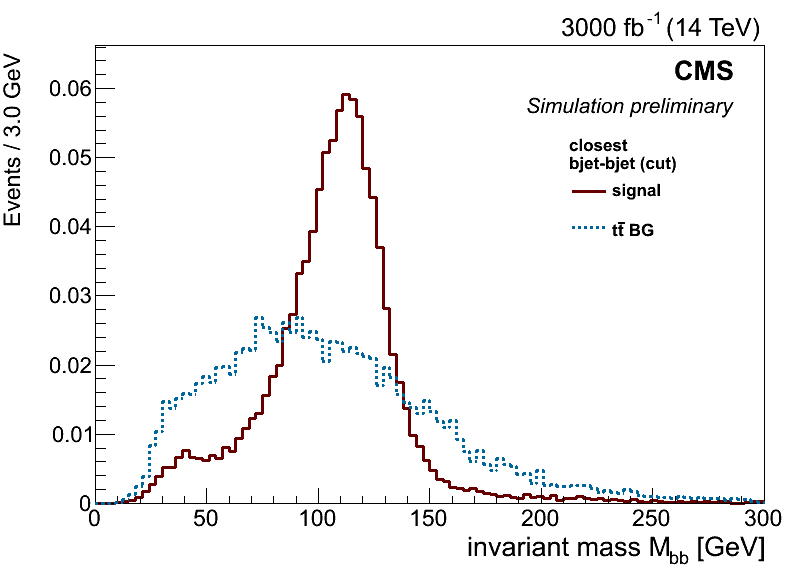 3000 fb⁻¹ (14 TeV)
CMS
Simulation preliminary
closest
bjet-bjet (cut)
signal
tt̄ BG
Events / 3.0 GeV
0.06
0.05
0.04
0.03
0.02
0.01
0
0 50 100 150 200 250 300
invariant mass M_bb [GeV]